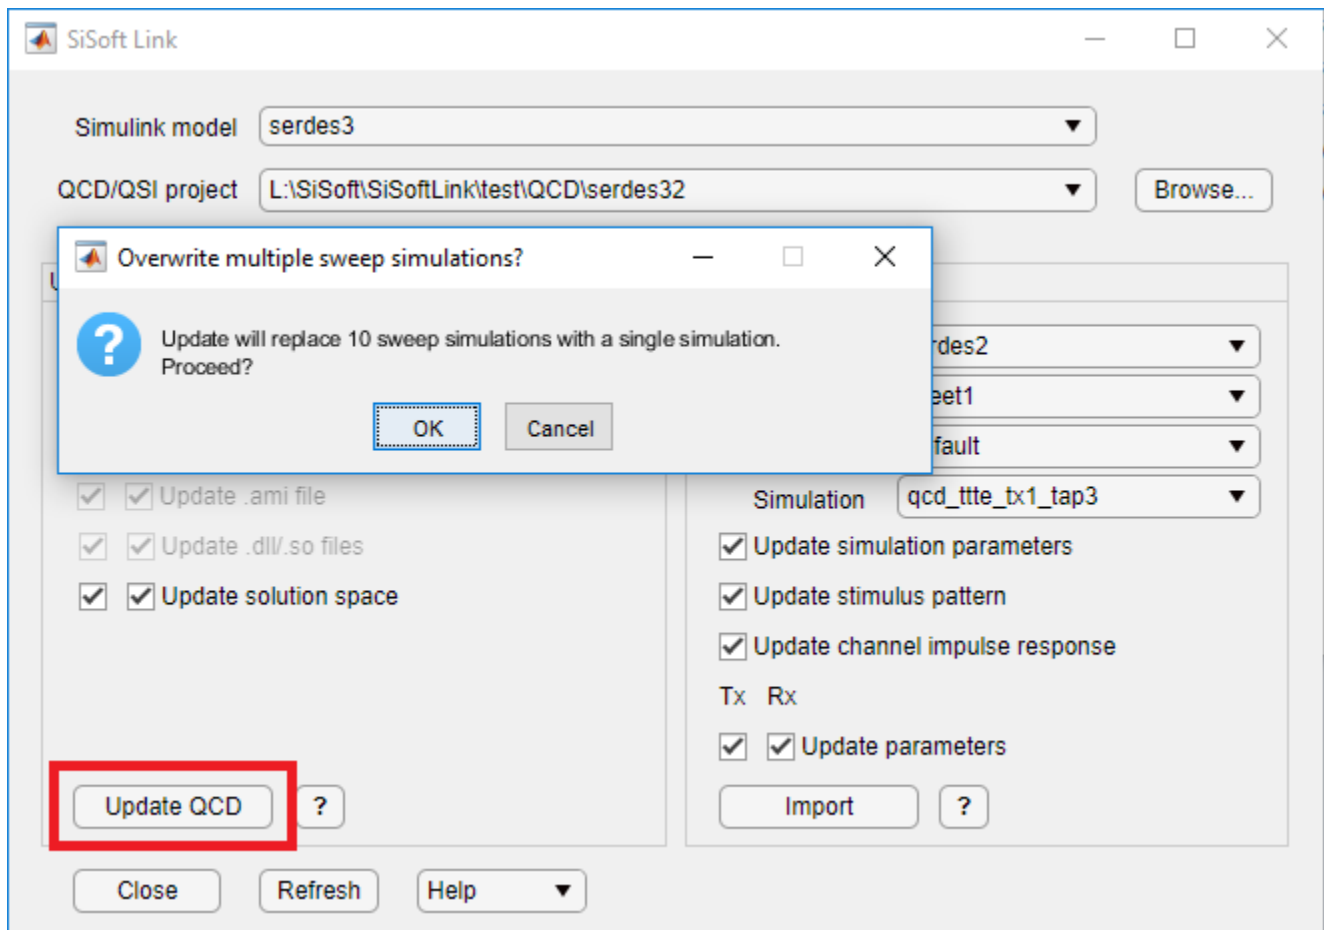 SiSoft Link
Simulink model serdes3
QCD/QSI project L:\SiSoft\SiSoftLink\test\QCD\serdes32 Browse...
Overwrite multiple sweep simulations?
Update will replace 10 sweep simulations with a single simulation.
Proceed?
OK Cancel
rdes2
eet1
fault
Update .ami file
Update .dll/.so files
Update solution space
Update QCD ?
Simulation qcd_ttte_tx1_tap3
Update simulation parameters
Update stimulus pattern
Update channel impulse response
Tx Rx
Update parameters
Import ?
Close Refresh Help